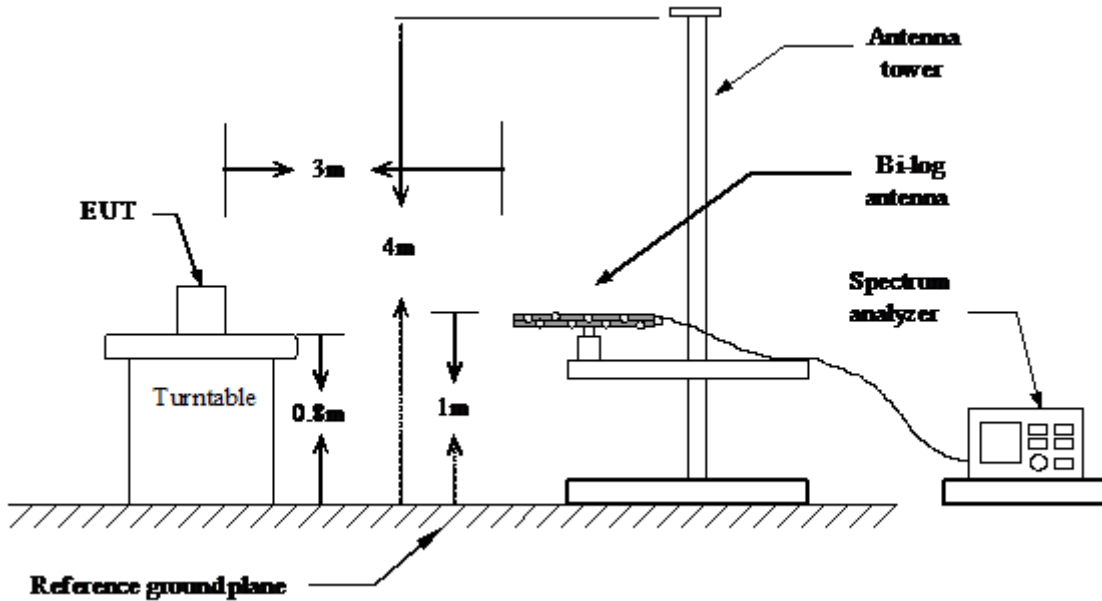 Antenna
tower
3m
Bi-log
antenna
EUT
4m
Spectrum
analyzer
Turntable
0.8m
1m
Reference ground plane